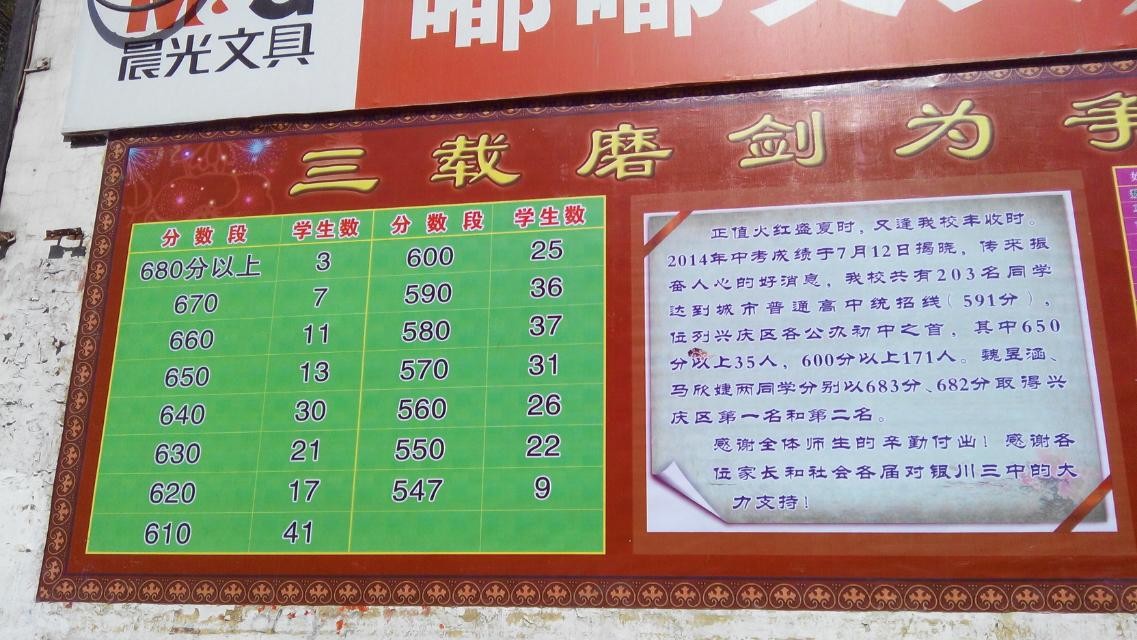 M&G
晨光文具
嘟嘟
三载磨剑为
分数段 学生数 分数段 学生数
680分以上 3 600 25
670 7 590 36
660 11 580 37
650 13 570 31
640 30 560 26
630 21 550 22
620 17 547 9
610 41
正值火红盛夏时，又逢我校丰收时。
2014年中考成绩于7月12日揭晓，传来振
奋人心的好消息，我校共有203名同学
达到城市普通高中统招线（591分），
位列兴庆区各公办初中之首，其中650
分以上35人，600分以上171人。魏昱涵、
马欣婕两同学分别以683分、682分取得兴
庆区第一名和第二名。
感谢全体师生的辛勤付出！感谢各
位家长和社会各届对银川三中的大
力支持！